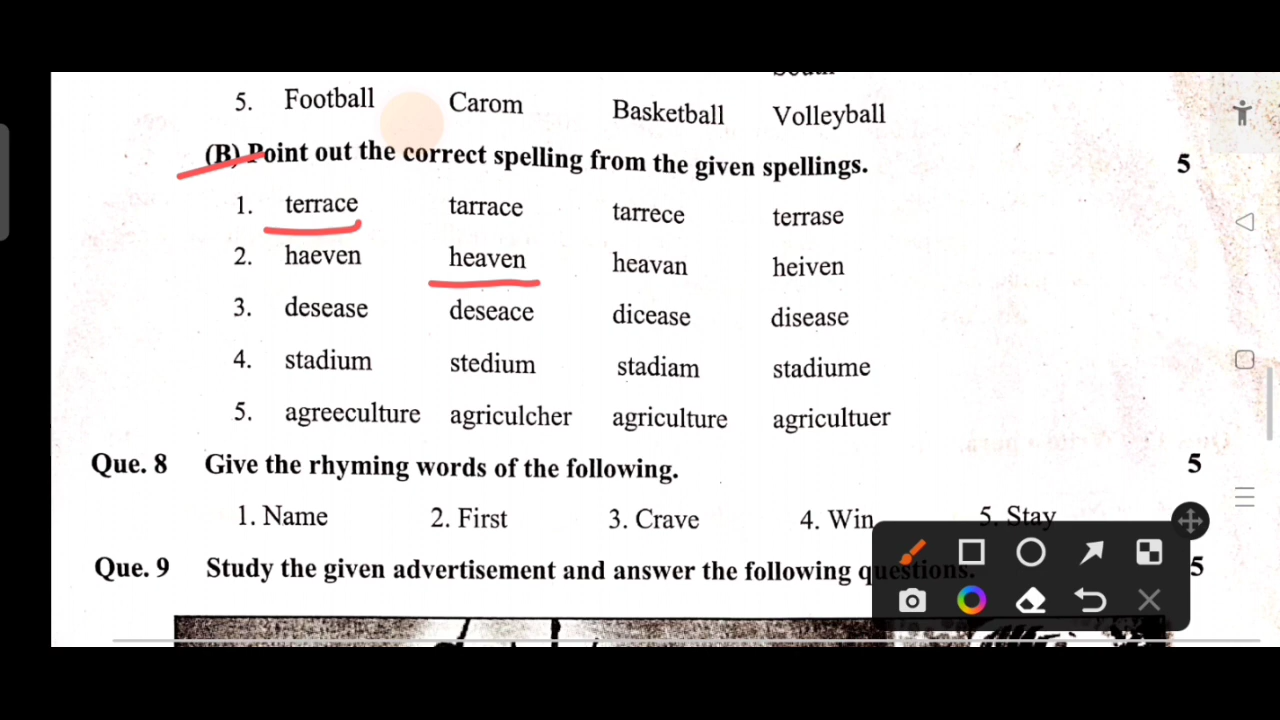 5. Football Carom Basketball Volleyball
(B) Point out the correct spelling from the given spellings. 5
1. terrace tarrace tarrece terrase
2. haeven heaven heavan heiven
3. desease deseace dicease disease
4. stadium stedium stadiam stadiume
5. agreeculture agriculcher agriculture agricultuer
Que. 8 Give the rhyming words of the following. 5
1. Name 2. First 3. Crave 4. Win 5. Stay
Que. 9 Study the given advertisement and answer the following questions. 5